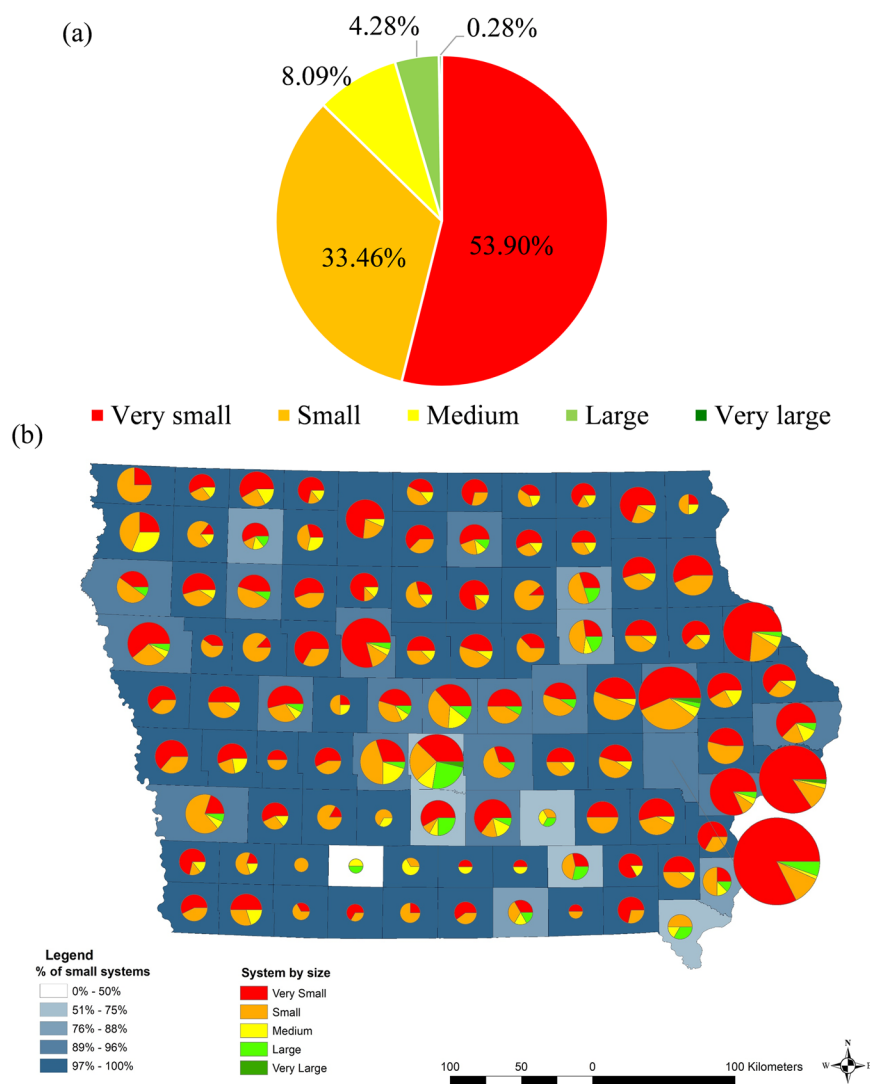 (a)
4.28%
0.28%
8.09%
33.46%
53.90%
Very small Small Medium Large Very large
(b)
Legend
% of small systems
0% - 50%
51% - 75%
76% - 88%
89% - 96%
97% - 100%
System by size
Very Small
Small
Medium
Large
Very Large
100 50 0 100 Kilometers
N
W E
S